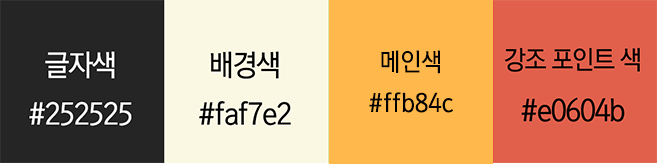 글자색
#252525
배경색
#faf7e2
메인색
#ffb84c
강조 포인트 색
#e0604b